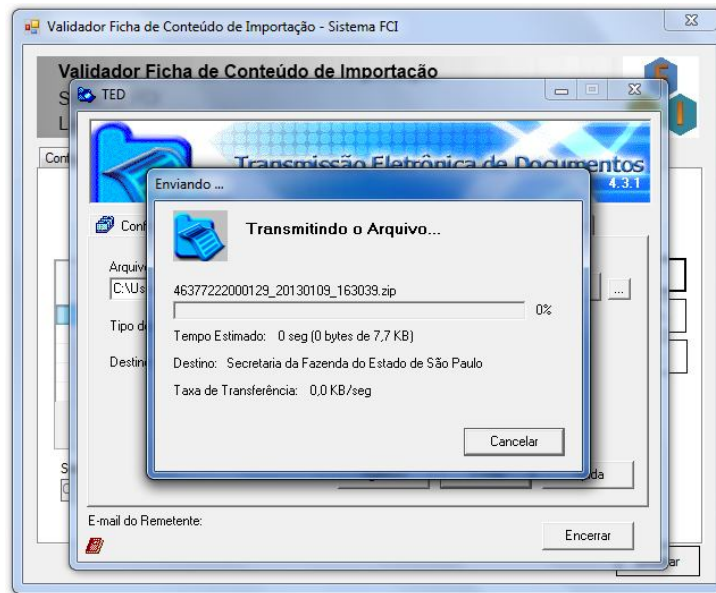 Validador Ficha de Conteúdo de Importação - Sistema FCI
Validador Ficha de Conteúdo de Importação
TED
Transmissão Eletrônica de Documentos
4.3.1
Enviando ...
Transmitindo o Arquivo...
46377222000129_20130109_163039.zip
0%
Tempo Estimado: 0 seg (0 bytes de 7,7 KB)
Destino: Secretaria da Fazenda do Estado de São Paulo
Taxa de Transferência: 0,0 KB/seg
Cancelar
C:\Us
...
E-mail do Remetente:
Encerrar